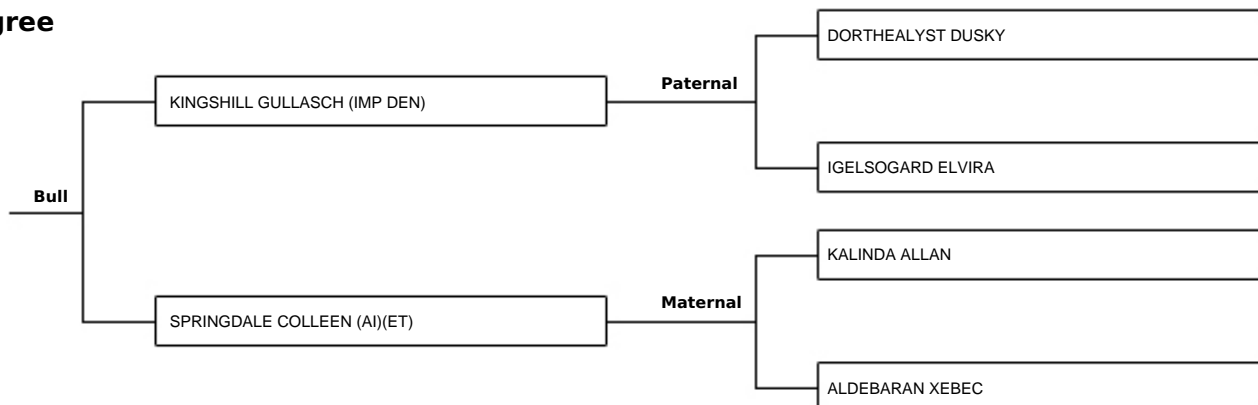 gree
DORTHEALYST DUSKY
KINGSHILL GULLASCH (IMP DEN)
Paternal
IGELSOGARD ELVIRA
Bull
KALINDA ALLAN
SPRINGDALE COLLEEN (AI)(ET)
Maternal
ALDEBARAN XEBEC